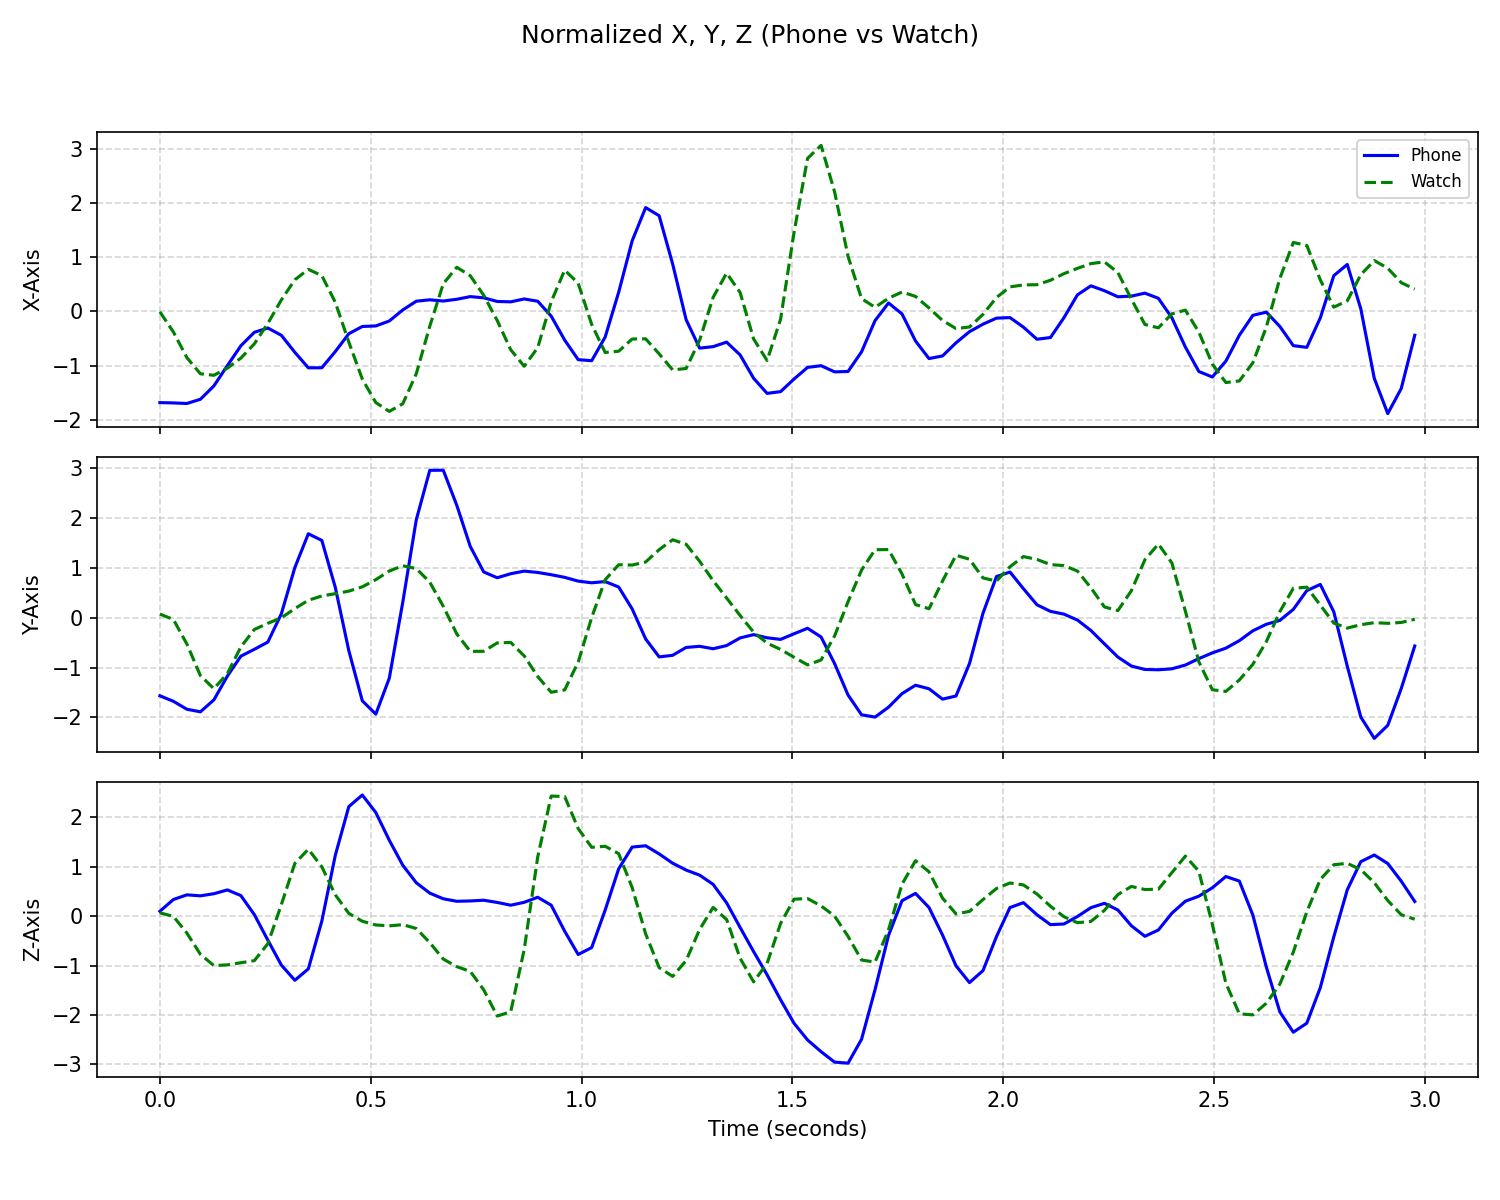 Normalized X, Y, Z (Phone vs Watch)
3
2
1
0
−1
−2
X-Axis
Phone
Watch
3
2
1
0
−1
−2
Y-Axis
2
1
0
−1
−2
−3
Z-Axis
0.0 0.5 1.0 1.5 2.0 2.5 3.0
Time (seconds)